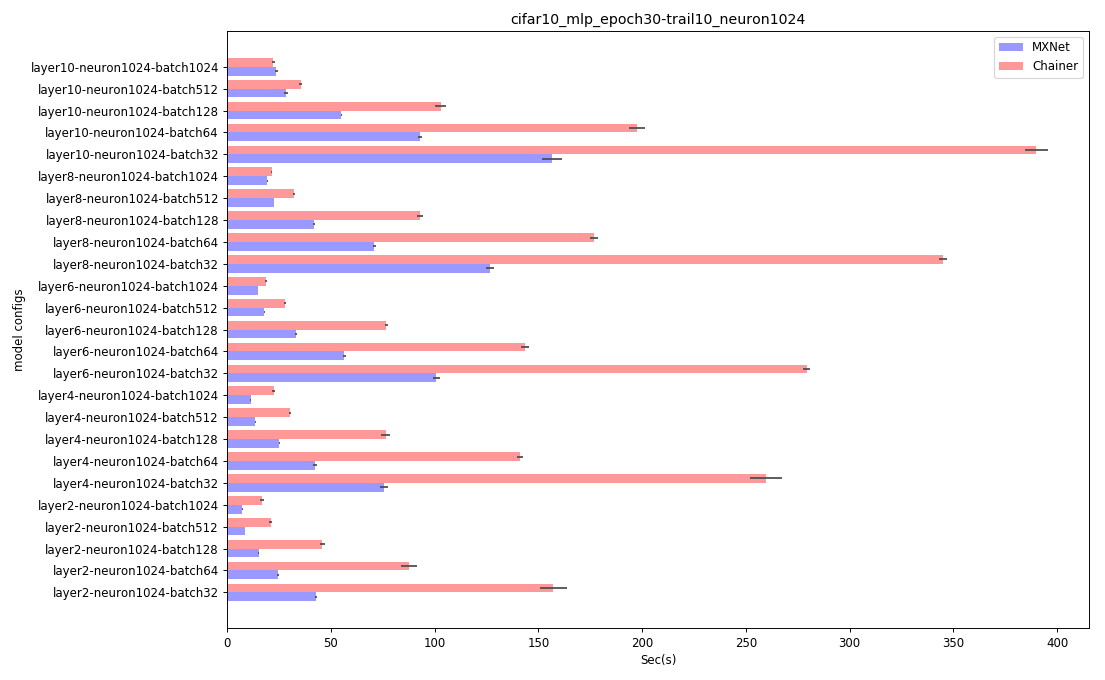 cifar10_mlp_epoch30-trail10_neuron1024
MXNet
Chainer
layer10-neuron1024-batch1024
layer10-neuron1024-batch512
layer10-neuron1024-batch128
layer10-neuron1024-batch64
layer10-neuron1024-batch32
layer8-neuron1024-batch1024
layer8-neuron1024-batch512
layer8-neuron1024-batch128
layer8-neuron1024-batch64
layer8-neuron1024-batch32
layer6-neuron1024-batch1024
layer6-neuron1024-batch512
layer6-neuron1024-batch128
layer6-neuron1024-batch64
layer6-neuron1024-batch32
layer4-neuron1024-batch1024
layer4-neuron1024-batch512
layer4-neuron1024-batch128
layer4-neuron1024-batch64
layer4-neuron1024-batch32
layer2-neuron1024-batch1024
layer2-neuron1024-batch512
layer2-neuron1024-batch128
layer2-neuron1024-batch64
layer2-neuron1024-batch32
model configs
0 50 100 150 200 250 300 350 400
Sec(s)